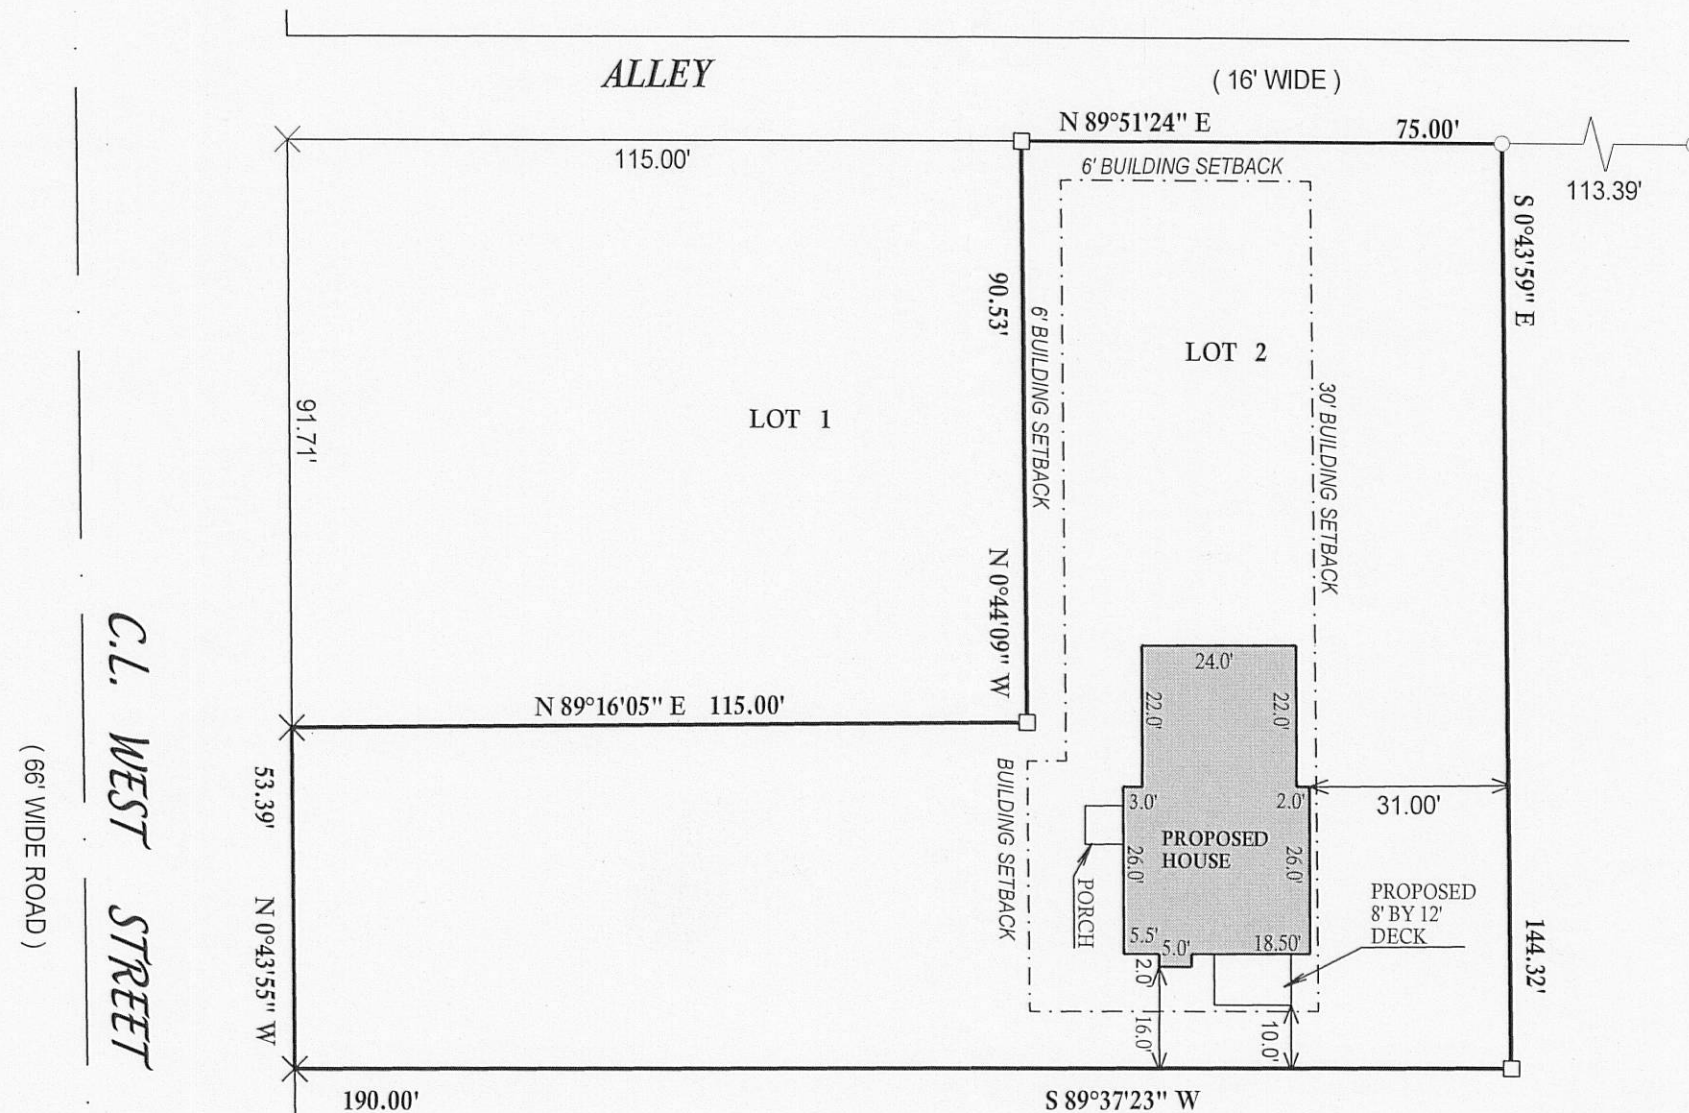 ALLEY
( 16' WIDE )
N 89°51'24" E 75.00'
115.00'
6' BUILDING SETBACK
113.39'
S 0°43'59" E
90.53'
6' BUILDING SETBACK
LOT 2
30' BUILDING SETBACK
91.71'
LOT 1
N 0°44'09" W
C.L. WEST STREET
( 66' WIDE ROAD )
24.0'
22.0'
22.0'
N 89°16'05" E 115.00'
53.39'
N 0°43'55" W
BUILDING SETBACK
3.0'
2.0'
31.00'
PROPOSED
HOUSE
26.0'
26.0'
PORCH
PROPOSED
8' BY 12'
DECK
5.5'
5.0'
18.50'
2.0'
16.0'
10.0'
144.32'
190.00'
S 89°37'23" W